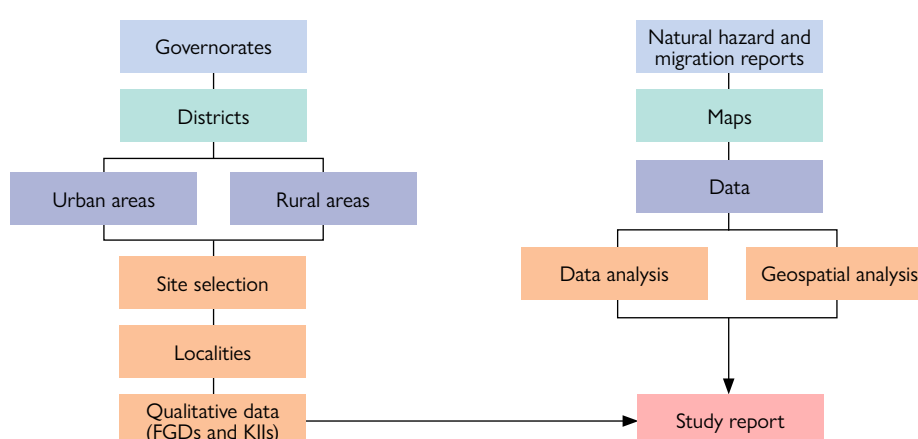 Governorates
Districts
Urban areas
Rural areas
Site selection
Localities
Qualitative data
(FGDs and KIIs)
Natural hazard and
migration reports
Maps
Data
Data analysis
Geospatial analysis
Study report